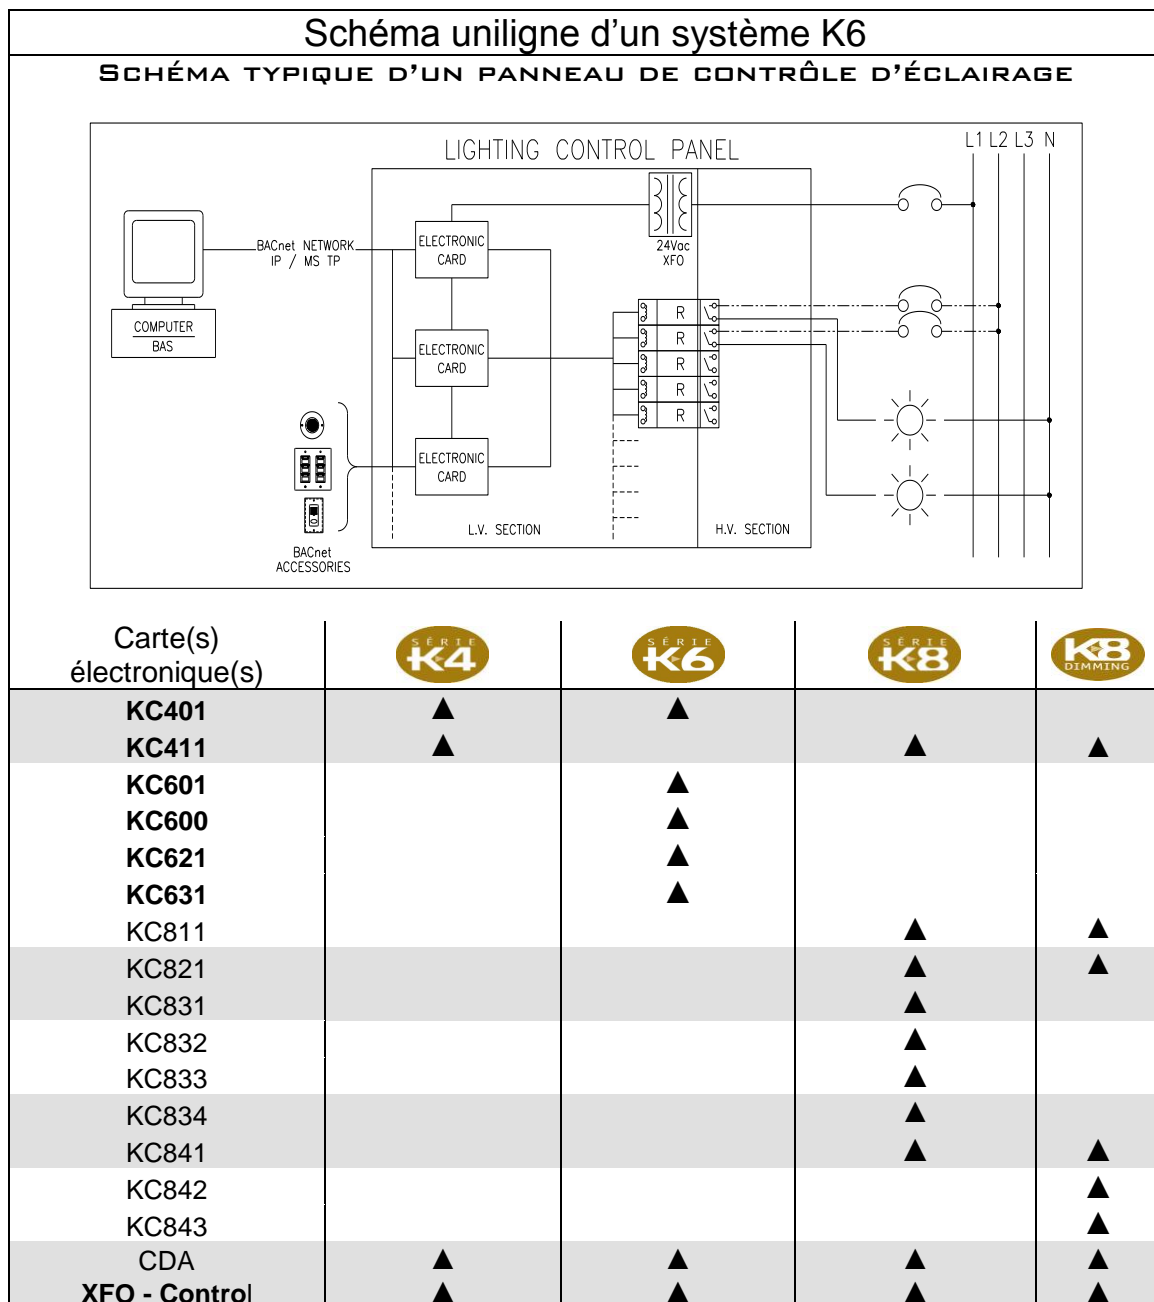 Schéma uniligne d'un système K6
SCHÉMA TYPIQUE D'UN PANNEAU DE CONTRÔLE D'ÉCLAIRAGE
LIGHTING CONTROL PANEL
L1 L2 L3 N
24Vac
XFO
ELECTRONIC
CARD
BACnet NETWORK
IP / MS TP
COMPUTER
BAS
R
R
ELECTRONIC
CARD
R
R
R
ELECTRONIC
CARD
L.V. SECTION
H.V. SECTION
BACnet
ACCESSORIES
Carte(s)
électronique(s)
SÉRIE K4
SÉRIE K6
SÉRIE K8
K8 DIMMING
KC401 ▲ ▲
KC411 ▲ ▲ ▲
KC601 ▲
KC600 ▲
KC621 ▲
KC631 ▲
KC811 ▲ ▲
KC821 ▲ ▲
KC831 ▲
KC832 ▲
KC833 ▲
KC834 ▲
KC841 ▲ ▲
KC842 ▲
KC843 ▲
CDA ▲ ▲ ▲ ▲
XFO - Control ▲ ▲ ▲ ▲